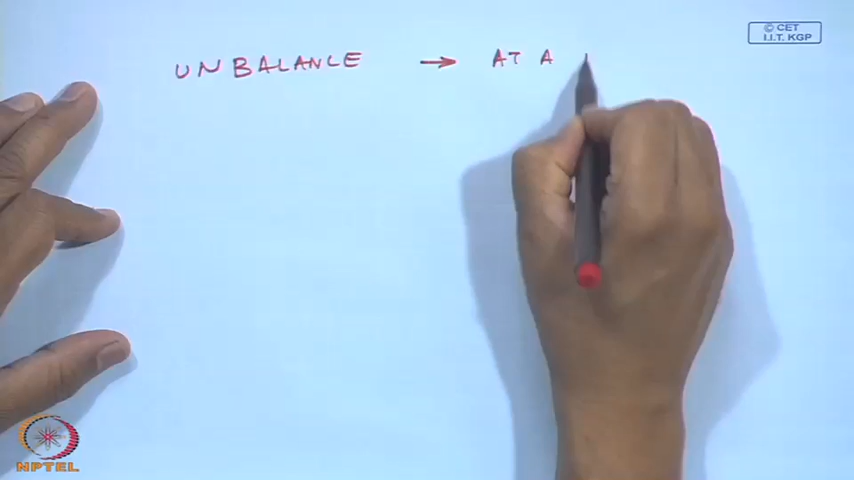 © CET
I.I.T. KGP
UNBALANCE → AT A
NPTEL